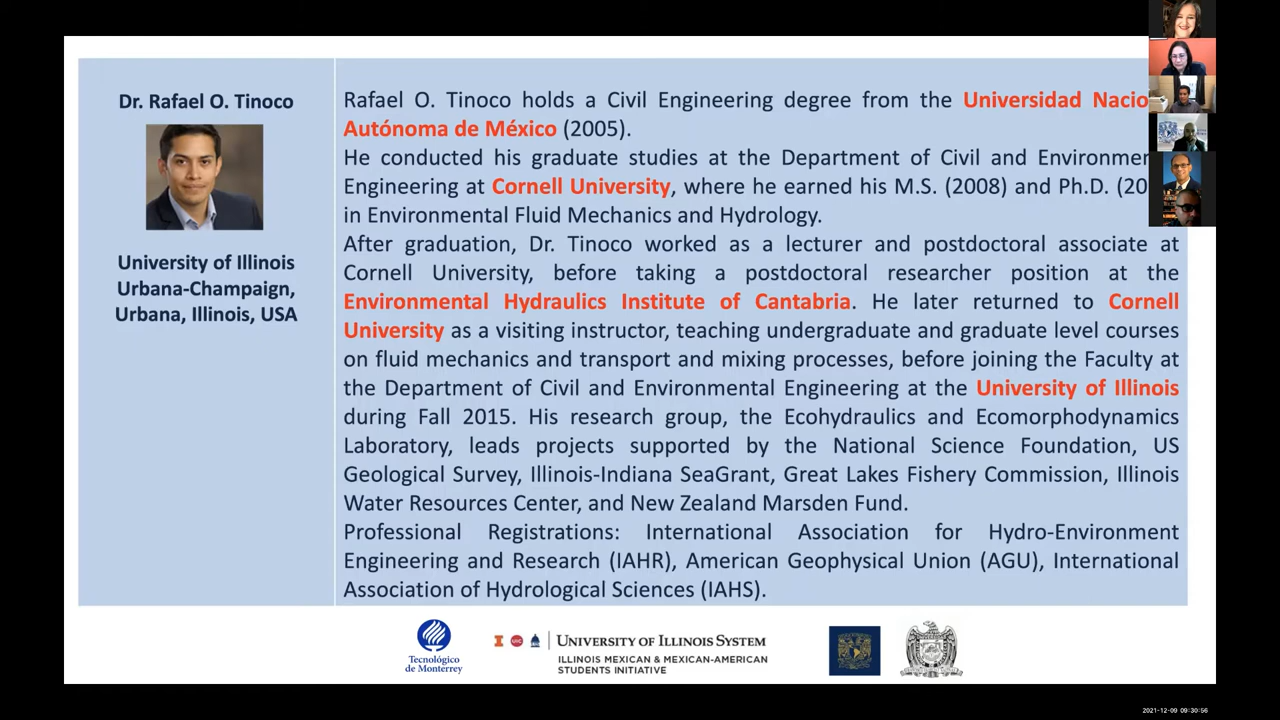 Dr. Rafael O. Tinoco
University of Illinois
Urbana-Champaign,
Urbana, Illinois, USA
Rafael O. Tinoco holds a Civil Engineering degree from the Universidad Nacio
Autónoma de México (2005).
He conducted his graduate studies at the Department of Civil and Environmen
Engineering at Cornell University, where he earned his M.S. (2008) and Ph.D. (20
in Environmental Fluid Mechanics and Hydrology.
After graduation, Dr. Tinoco worked as a lecturer and postdoctoral associate at
Cornell University, before taking a postdoctoral researcher position at the
Environmental Hydraulics Institute of Cantabria. He later returned to Cornell
University as a visiting instructor, teaching undergraduate and graduate level courses
on fluid mechanics and transport and mixing processes, before joining the Faculty at
the Department of Civil and Environmental Engineering at the University of Illinois
during Fall 2015. His research group, the Ecohydraulics and Ecomorphodynamics
Laboratory, leads projects supported by the National Science Foundation, US
Geological Survey, Illinois-Indiana SeaGrant, Great Lakes Fishery Commission, Illinois
Water Resources Center, and New Zealand Marsden Fund.
Professional Registrations: International Association for Hydro-Environment
Engineering and Research (IAHR), American Geophysical Union (AGU), International
Association of Hydrological Sciences (IAHS).
Tecnológico
de Monterrey
UNIVERSITY OF ILLINOIS SYSTEM
ILLINOIS MEXICAN & MEXICAN-AMERICAN
STUDENTS INITIATIVE
2021-12-09 09:30:56